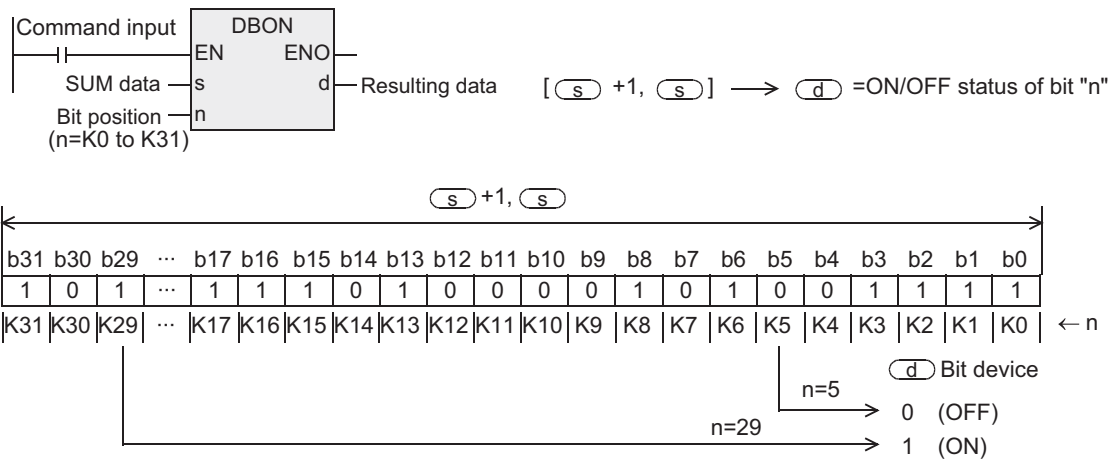 Command input
DBON
EN ENO
SUM data s d Resulting data [ s +1, s ] → d =ON/OFF status of bit "n"
Bit position n
(n=K0 to K31)
s +1, s
b31 b30 b29 ··· b17 b16 b15 b14 b13 b12 b11 b10 b9 b8 b7 b6 b5 b4 b3 b2 b1 b0
1 0 1 ··· 1 1 1 0 1 0 0 0 0 1 0 1 0 0 1 1 1 1
K31 K30 K29 ··· K17 K16 K15 K14 K13 K12 K11 K10 K9 K8 K7 K6 K5 K4 K3 K2 K1 K0 ← n
d Bit device
n=5
0 (OFF)
n=29
1 (ON)